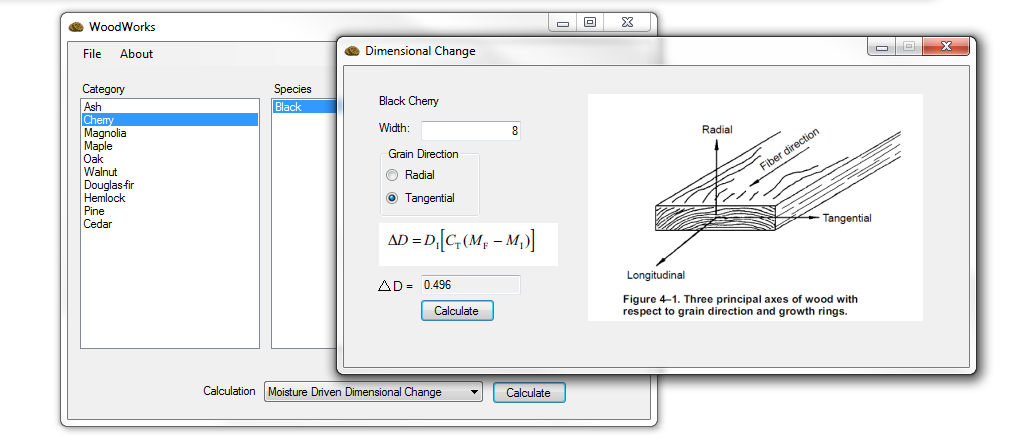 WoodWorks
File About
Category
Ash
Cherry
Magnolia
Maple
Oak
Walnut
Douglas-fir
Hemlock
Pine
Cedar
Species
Black
Calculation Moisture Driven Dimensional Change Calculate
Dimensional Change
Black Cherry
Width: 8
Grain Direction
Radial
Tangential
ΔD = D_I[C_T(M_F − M_I)]
△D = 0.496
Calculate
Radial
Fiber direction
Tangential
Longitudinal
Figure 4–1. Three principal axes of wood with
respect to grain direction and growth rings.